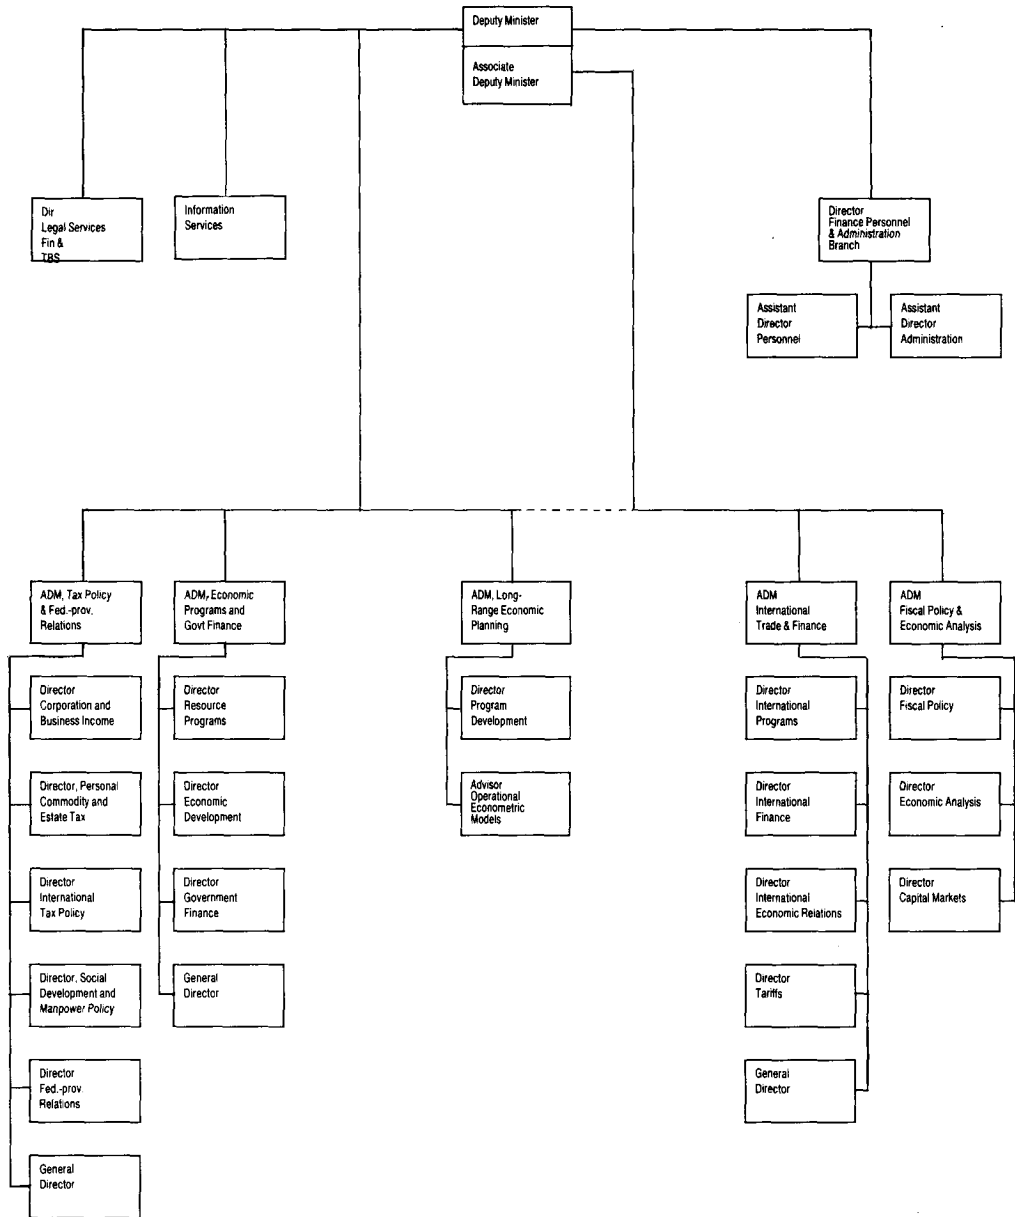 Deputy Minister
Associate
Deputy Minister
Dir
Legal Services
Fin &
TBS
Information
Services
Director
Finance Personnel
& Administration
Branch
Assistant
Director
Personnel
Assistant
Director
Administration
ADM, Tax Policy
& Fed.-prov.
Relations
ADM, Economic
Programs and
Govt Finance
ADM, Long-
Range Economic
Planning
ADM
International
Trade & Finance
ADM
Fiscal Policy &
Economic Analysis
Director
Corporation and
Business Income
Director
Resource
Programs
Director
Program
Development
Director
International
Programs
Director
Fiscal Policy
Director, Personal
Commodity and
Estate Tax
Director
Economic
Development
Advisor
Operational
Econometric
Models
Director
International
Finance
Director
Economic Analysis
Director
International
Tax Policy
Director
Government
Finance
Director
International
Economic Relations
Director
Capital Markets
Director, Social
Development and
Manpower Policy
General
Director
Director
Tariffs
Director
Fed.-prov.
Relations
General
Director
General
Director